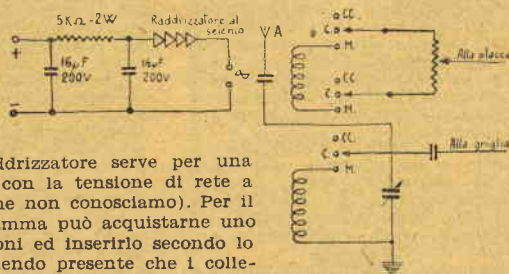 5KΩ-2W
Raddrizzatore al
selenio
+
16µF
200V
16µF
200V
-
A
CC.
C.
M.
CC
C.
M.
Alla placca
CC.
C.
M.
Alla griglia
ddrizzatore serve per una
con la tensione di rete a
ne non conosciamo). Per il
mma può acquistarne uno
oni ed inserirlo secondo lo
endo presente che i colle-